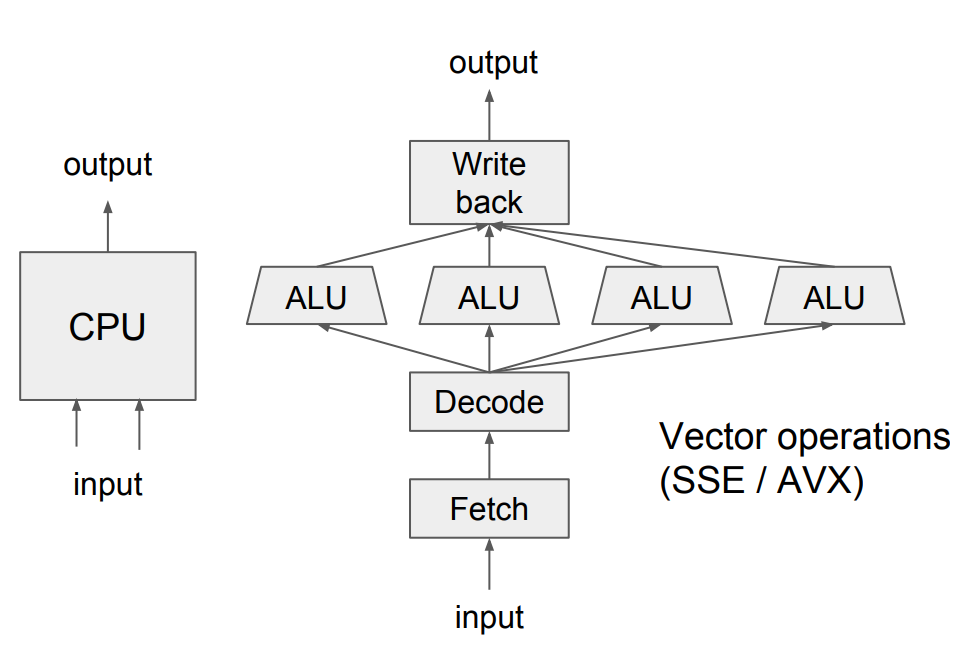 output
CPU
input
output
Write
back
ALU
ALU
ALU
ALU
Decode
Fetch
input
Vector operations
(SSE / AVX)